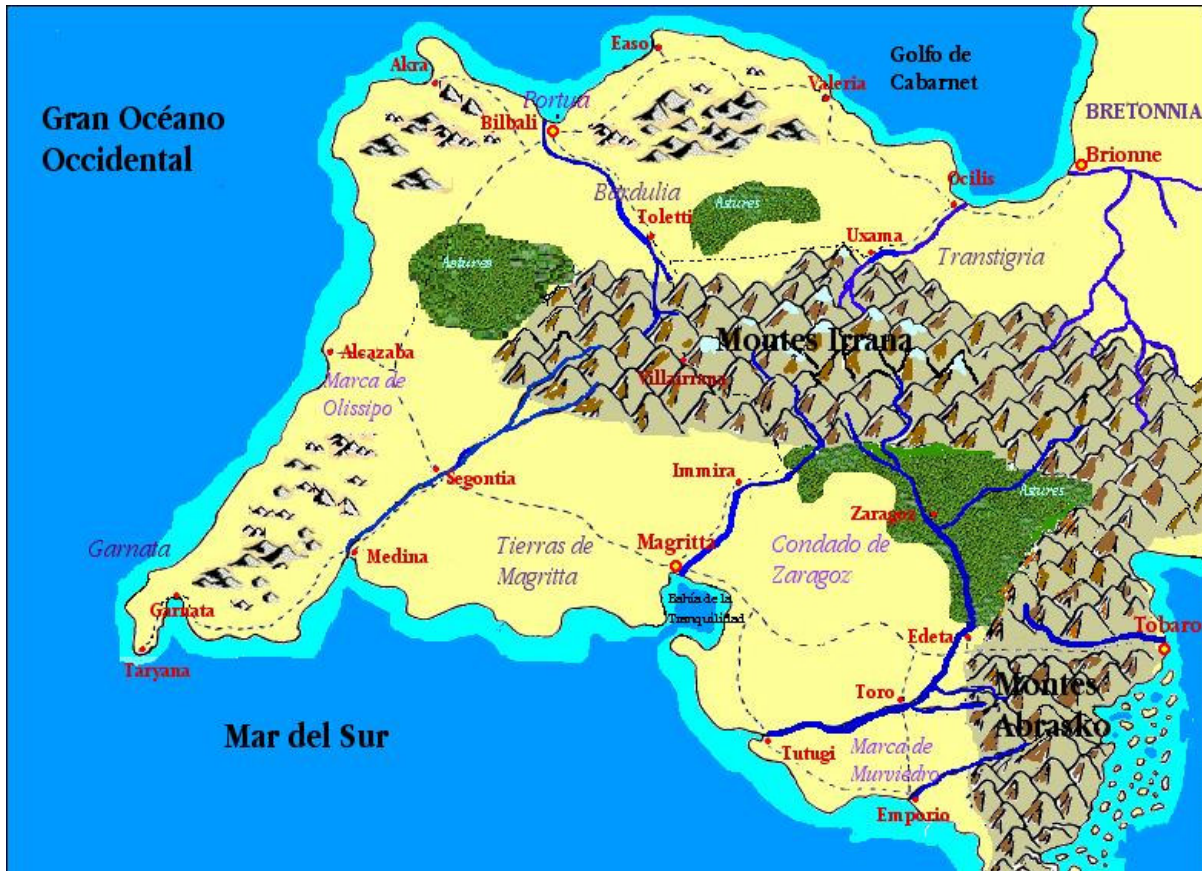 Easo
Golfo de
Cabarnet
Akra
Valeria
Portua
Bilbali
Gran Océano
Occidental
BRETONNIA
Brionne
Bardulia
Ocilis
Astures
Toletti
Uxama
Transtigria
Astures
Montes Irrana
Alcazaba
Villairrana
Marca de
Olissipo
Segontia
Immira
Astures
Zaragoz
Garnata
Medina
Tierras de
Magritta
Magrittá
Condado de
Zaragoz
Garnata
Bahía de la
Tranquilidad
Edeta
Tobaro
Taryana
Toro
Montes
Abrasko
Mar del Sur
Tutugi
Marca de
Murviedro
Emporio